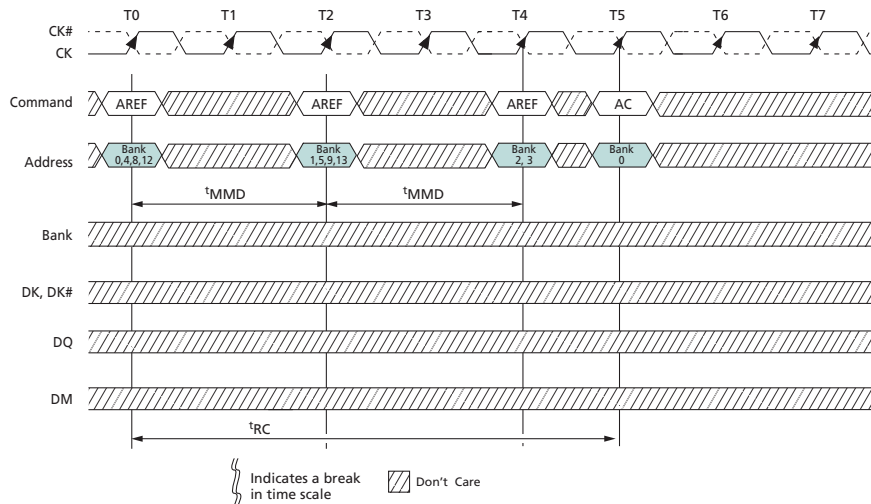 T0 T1 T2 T3 T4 T5 T6 T7
CK#
CK
Command AREF AREF AREF AC
Address Bank 0,4,8,12 Bank 1,5,9,13 Bank 2, 3 Bank 0
tMMD tMMD
Bank
DK, DK#
DQ
DM
tRC
Indicates a break
in time scale
Don't Care